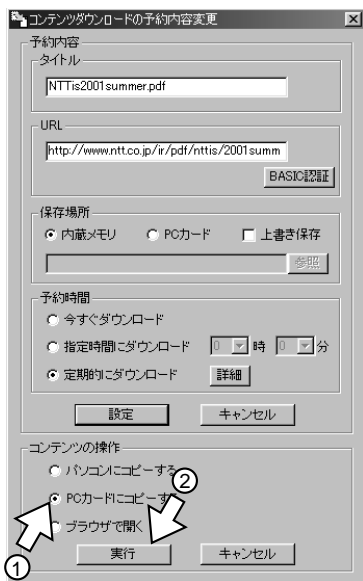 コンテンツダウンロードの予約内容変更
予約内容
タイトル
NTTis2001summer.pdf
URL
http://www.ntt.co.jp/ir/pdf/nttis/2001summ
BASIC認証
保存場所
内蔵メモリ PCカード 上書き保存
参照
予約時間
今すぐダウンロード
指定時間にダウンロード 0 時 0 分
定期的にダウンロード 詳細
設定 キャンセル
コンテンツの操作
パソコンにコピーする
②
PCカードにコピーする
ブラウザで開く
①
実行 キャンセル